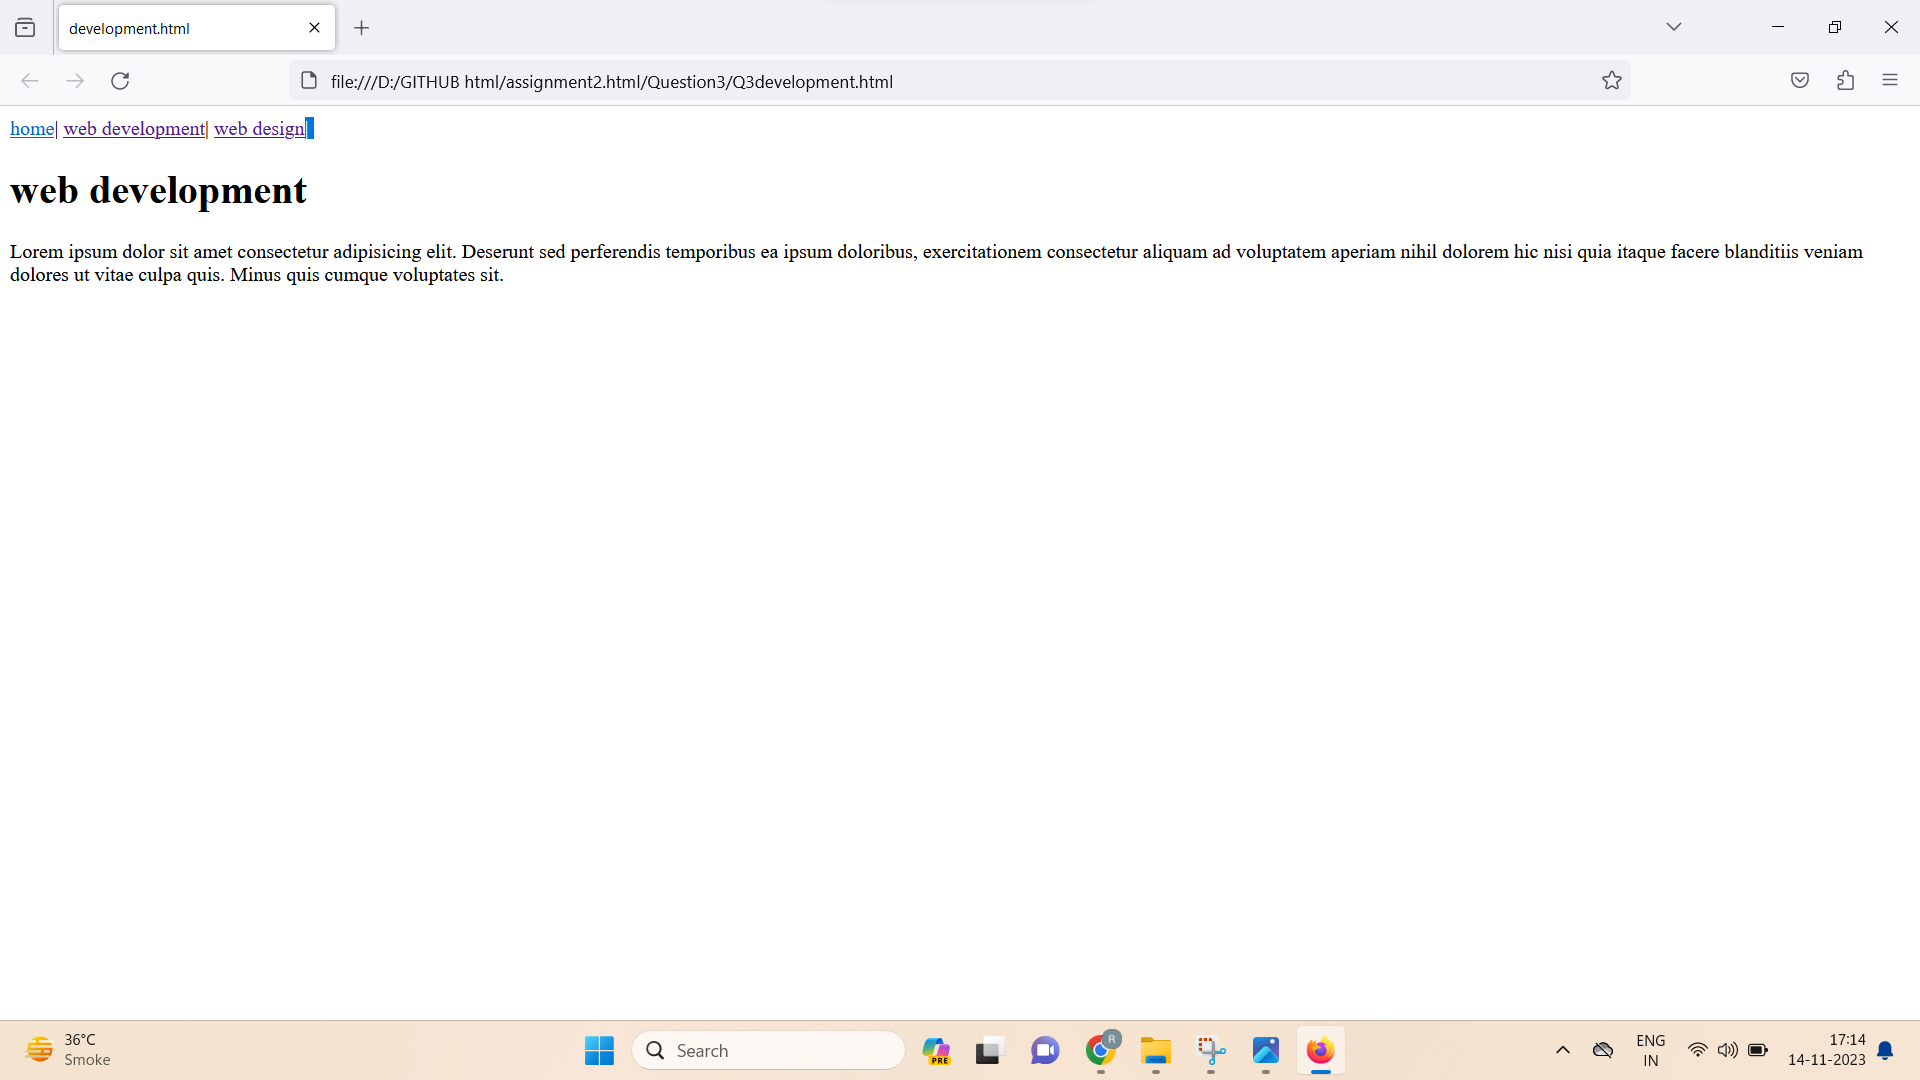 development.html
file:///D:/GITHUB html/assignment2.html/Question3/Q3development.html
home| web development| web design|
web development
Lorem ipsum dolor sit amet consectetur adipisicing elit. Deserunt sed perferendis temporibus ea ipsum doloribus, exercitationem consectetur aliquam ad voluptatem aperiam nihil dolorem hic nisi quia itaque facere blanditiis veniam
dolores ut vitae culpa quis. Minus quis cumque voluptates sit.
36°C
Smoke
Search
PRE
R
ENG
IN
17:14
14-11-2023